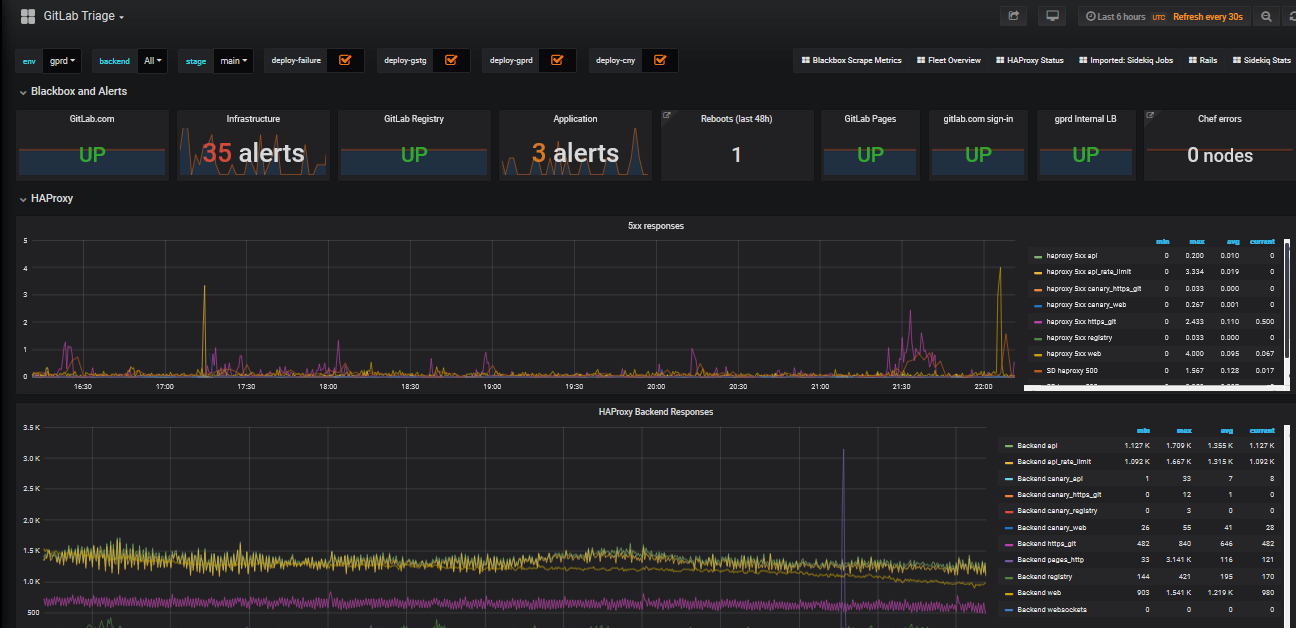 GitLab Triage
Last 6 hours UTC Refresh every 30s
env gprd backend All stage main deploy-failure deploy-gstg deploy-gprd deploy-cny Blackbox Scrape Metrics Fleet Overview HAProxy Status Imported: Sidekiq Jobs Rails Sidekiq Stats
Blackbox and Alerts
GitLab.com Infrastructure GitLab Registry Application Reboots (last 48h) GitLab Pages gitlab.com sign-in gprd Internal LB Chef errors
UP 35 alerts UP 3 alerts 1 UP UP UP 0 nodes
HAProxy
5xx responses
min max avg current
5
4
3
2
1
0
16:30 17:00 17:30 18:00 18:30 19:00 19:30 20:00 20:30 21:00 21:30 22:00
haproxy 5xx api 0 0.200 0.010 0
haproxy 5xx api_rate_limit 0 3.334 0.019 0
haproxy 5xx canary_https_git 0 0.033 0.000 0
haproxy 5xx canary_web 0 0.267 0.001 0
haproxy 5xx https_git 0 2.433 0.110 0.500
haproxy 5xx registry 0 0.033 0.000 0
haproxy 5xx web 0 4.000 0.095 0.067
SD haproxy 500 0 1.567 0.128 0.017
HAProxy Backend Responses
3.5 K
3.0 K
2.5 K
2.0 K
1.5 K
1.0 K
500
min max avg current
Backend api 1.127 K 1.709 K 1.355 K 1.127 K
Backend api_rate_limit 1.092 K 1.667 K 1.315 K 1.092 K
Backend canary_api 1 33 7 8
Backend canary_https_git 0 12 1 0
Backend canary_registry 0 3 0 0
Backend canary_web 26 55 41 28
Backend https_git 482 840 646 482
Backend pages_http 33 3.141 K 116 121
Backend registry 144 421 195 170
Backend web 903 1.541 K 1.219 K 980
Backend websockets 0 0 0 0